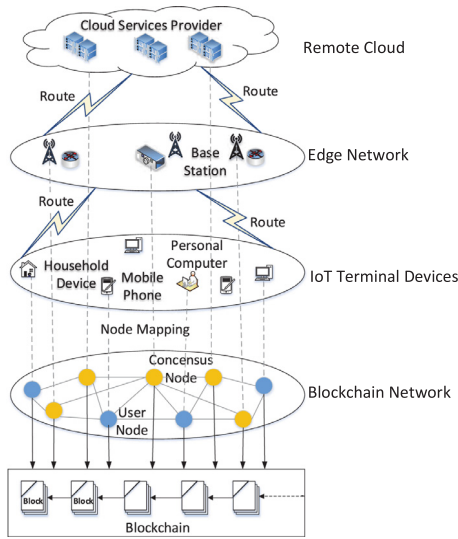 Cloud Services Provider
Remote Cloud
Route
Route
Base
Station
Edge Network
Route
Route
Personal
Computer
Household
Device
Mobile
Phone
IoT Terminal Devices
Node Mapping
Concensus
Node
Blockchain Network
User
Node
Block
Block
Blockchain